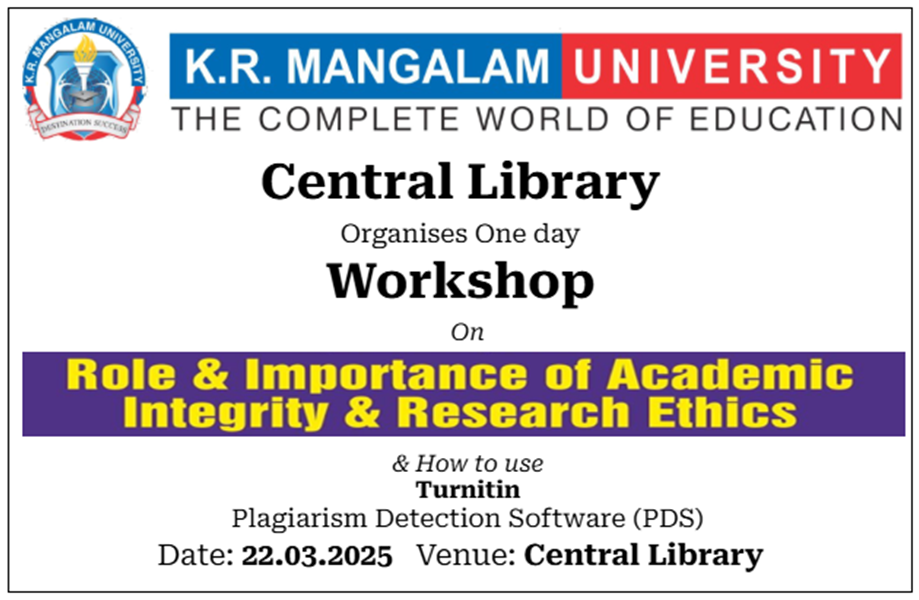 K.R. MANGALAM UNIVERSITY
DESTINATION SUCCESS
K.R. MANGALAM UNIVERSITY
THE COMPLETE WORLD OF EDUCATION
Central Library
Organises One day
Workshop
On
Role & Importance of Academic
Integrity & Research Ethics
& How to use
Turnitin
Plagiarism Detection Software (PDS)
Date: 22.03.2025 Venue: Central Library